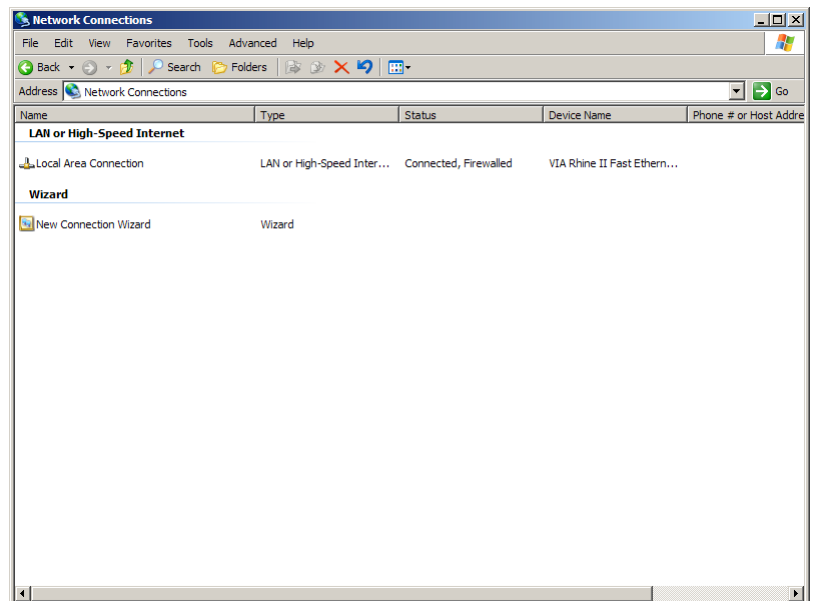 Network Connections
File Edit View Favorites Tools Advanced Help
Back Search Folders
Address Network Connections Go
Name Type Status Device Name Phone # or Host Addre
LAN or High-Speed Internet
Local Area Connection LAN or High-Speed Inter... Connected, Firewalled VIA Rhine II Fast Ethern...
Wizard
New Connection Wizard Wizard